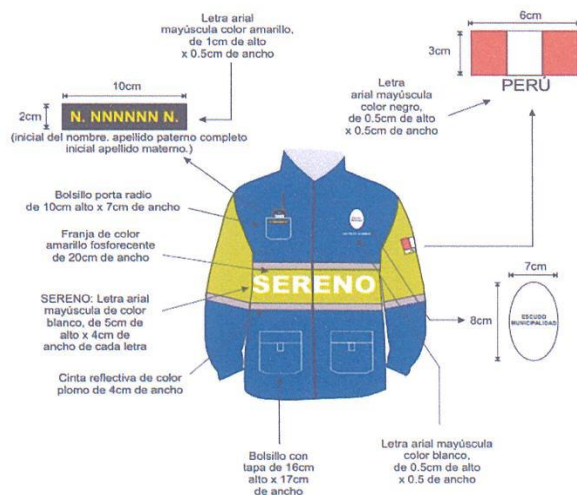 Letra arial
mayúscula color amarillo,
de 1cm de alto
x 0.5cm de ancho
10cm
2cm
N. NNNNNN N.
(inicial del nombre. apellido paterno completo
inicial apellido materno.)
6cm
3cm
PERÚ
Letra
arial mayúscula
color negro,
de 0.5cm de alto
x 0.5cm de ancho
Bolsillo porta radio
de 10cm alto x 7cm de ancho
Franja de color
amarillo fosforecente
de 20cm de ancho
SERENO
SERENO: Letra arial
mayúscula de color
blanco, de 5cm de
alto x 4cm de
ancho de cada letra
7cm
8cm
ESCUDO
MUNICIPALIDAD
Cinta reflectiva de color
plomo de 4cm de ancho
Bolsillo con
tapa de 16cm
alto x 17cm
de ancho
Letra arial mayúscula
color blanco,
de 0.5cm de alto
x 0.5 de ancho